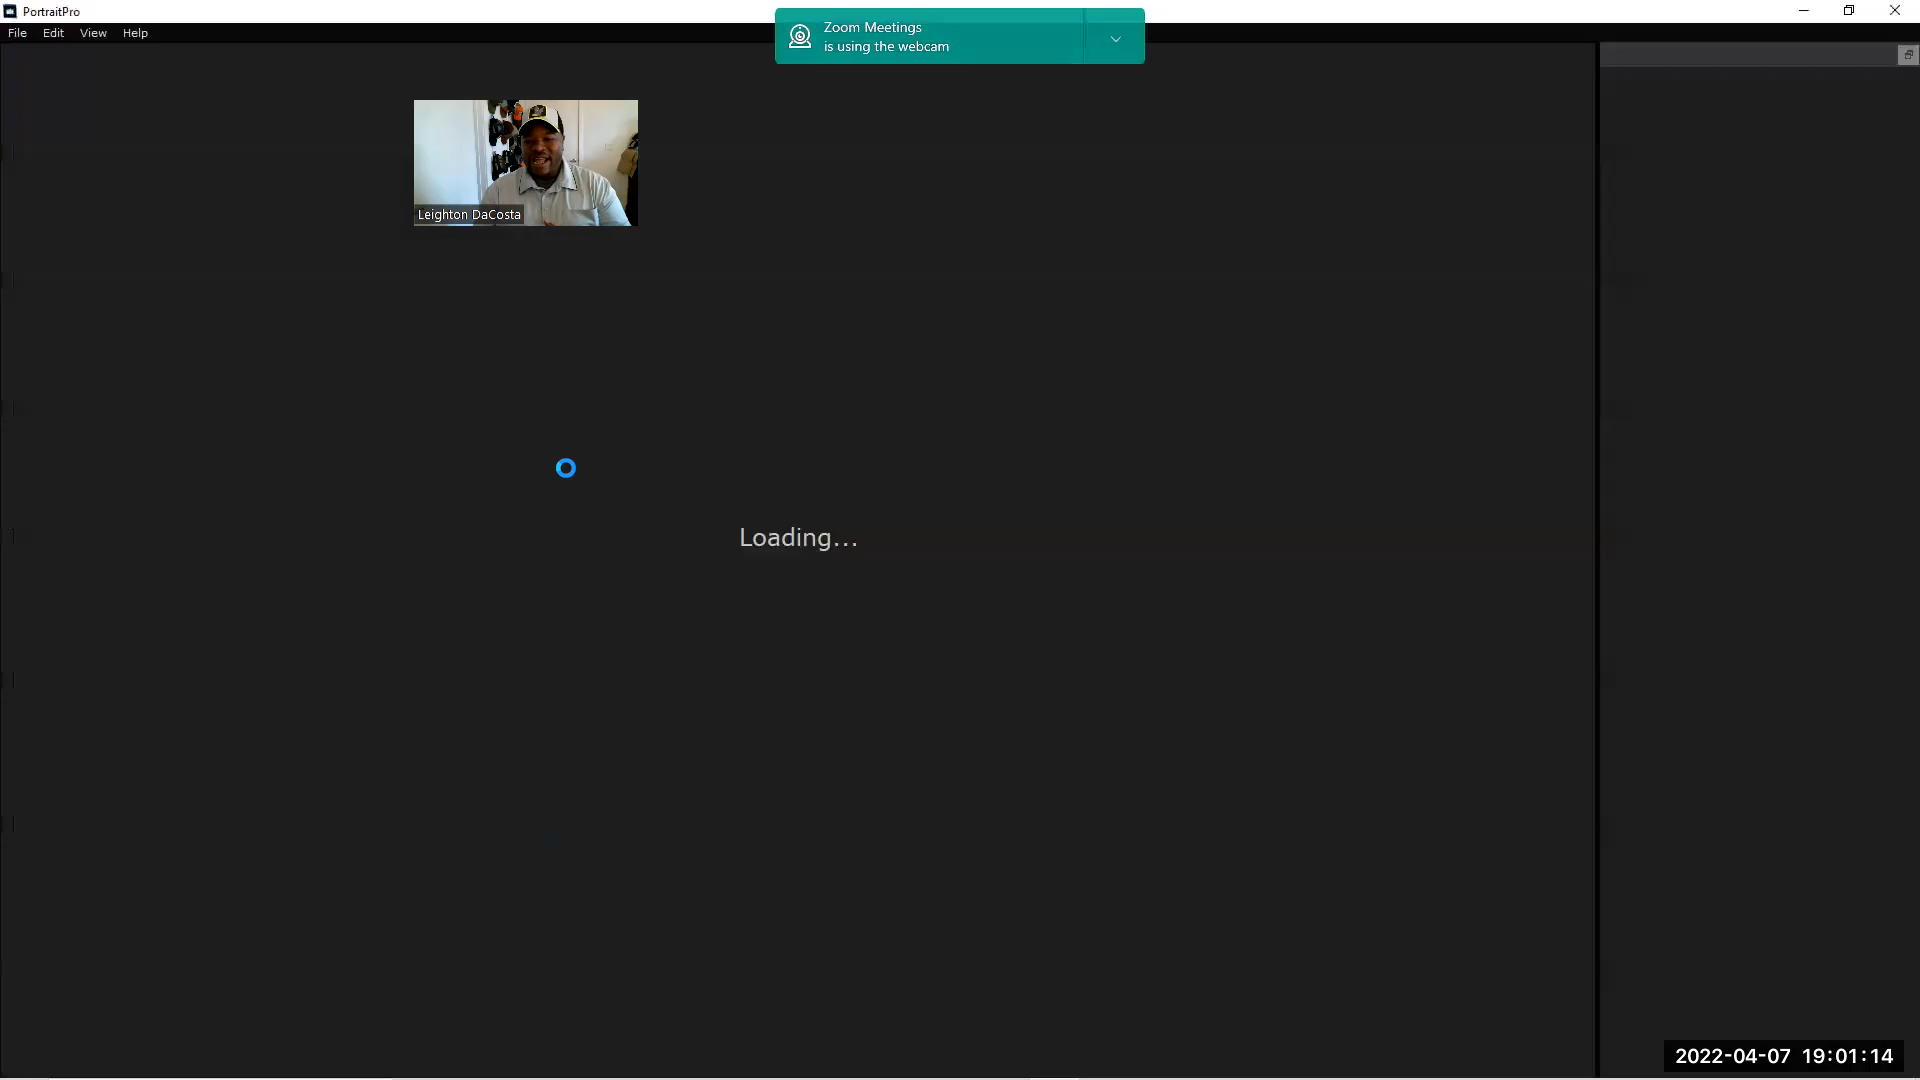 PortraitPro
File Edit View Help
Zoom Meetings
is using the webcam
Leighton DaCosta
Loading...
2022-04-07 19:01:14